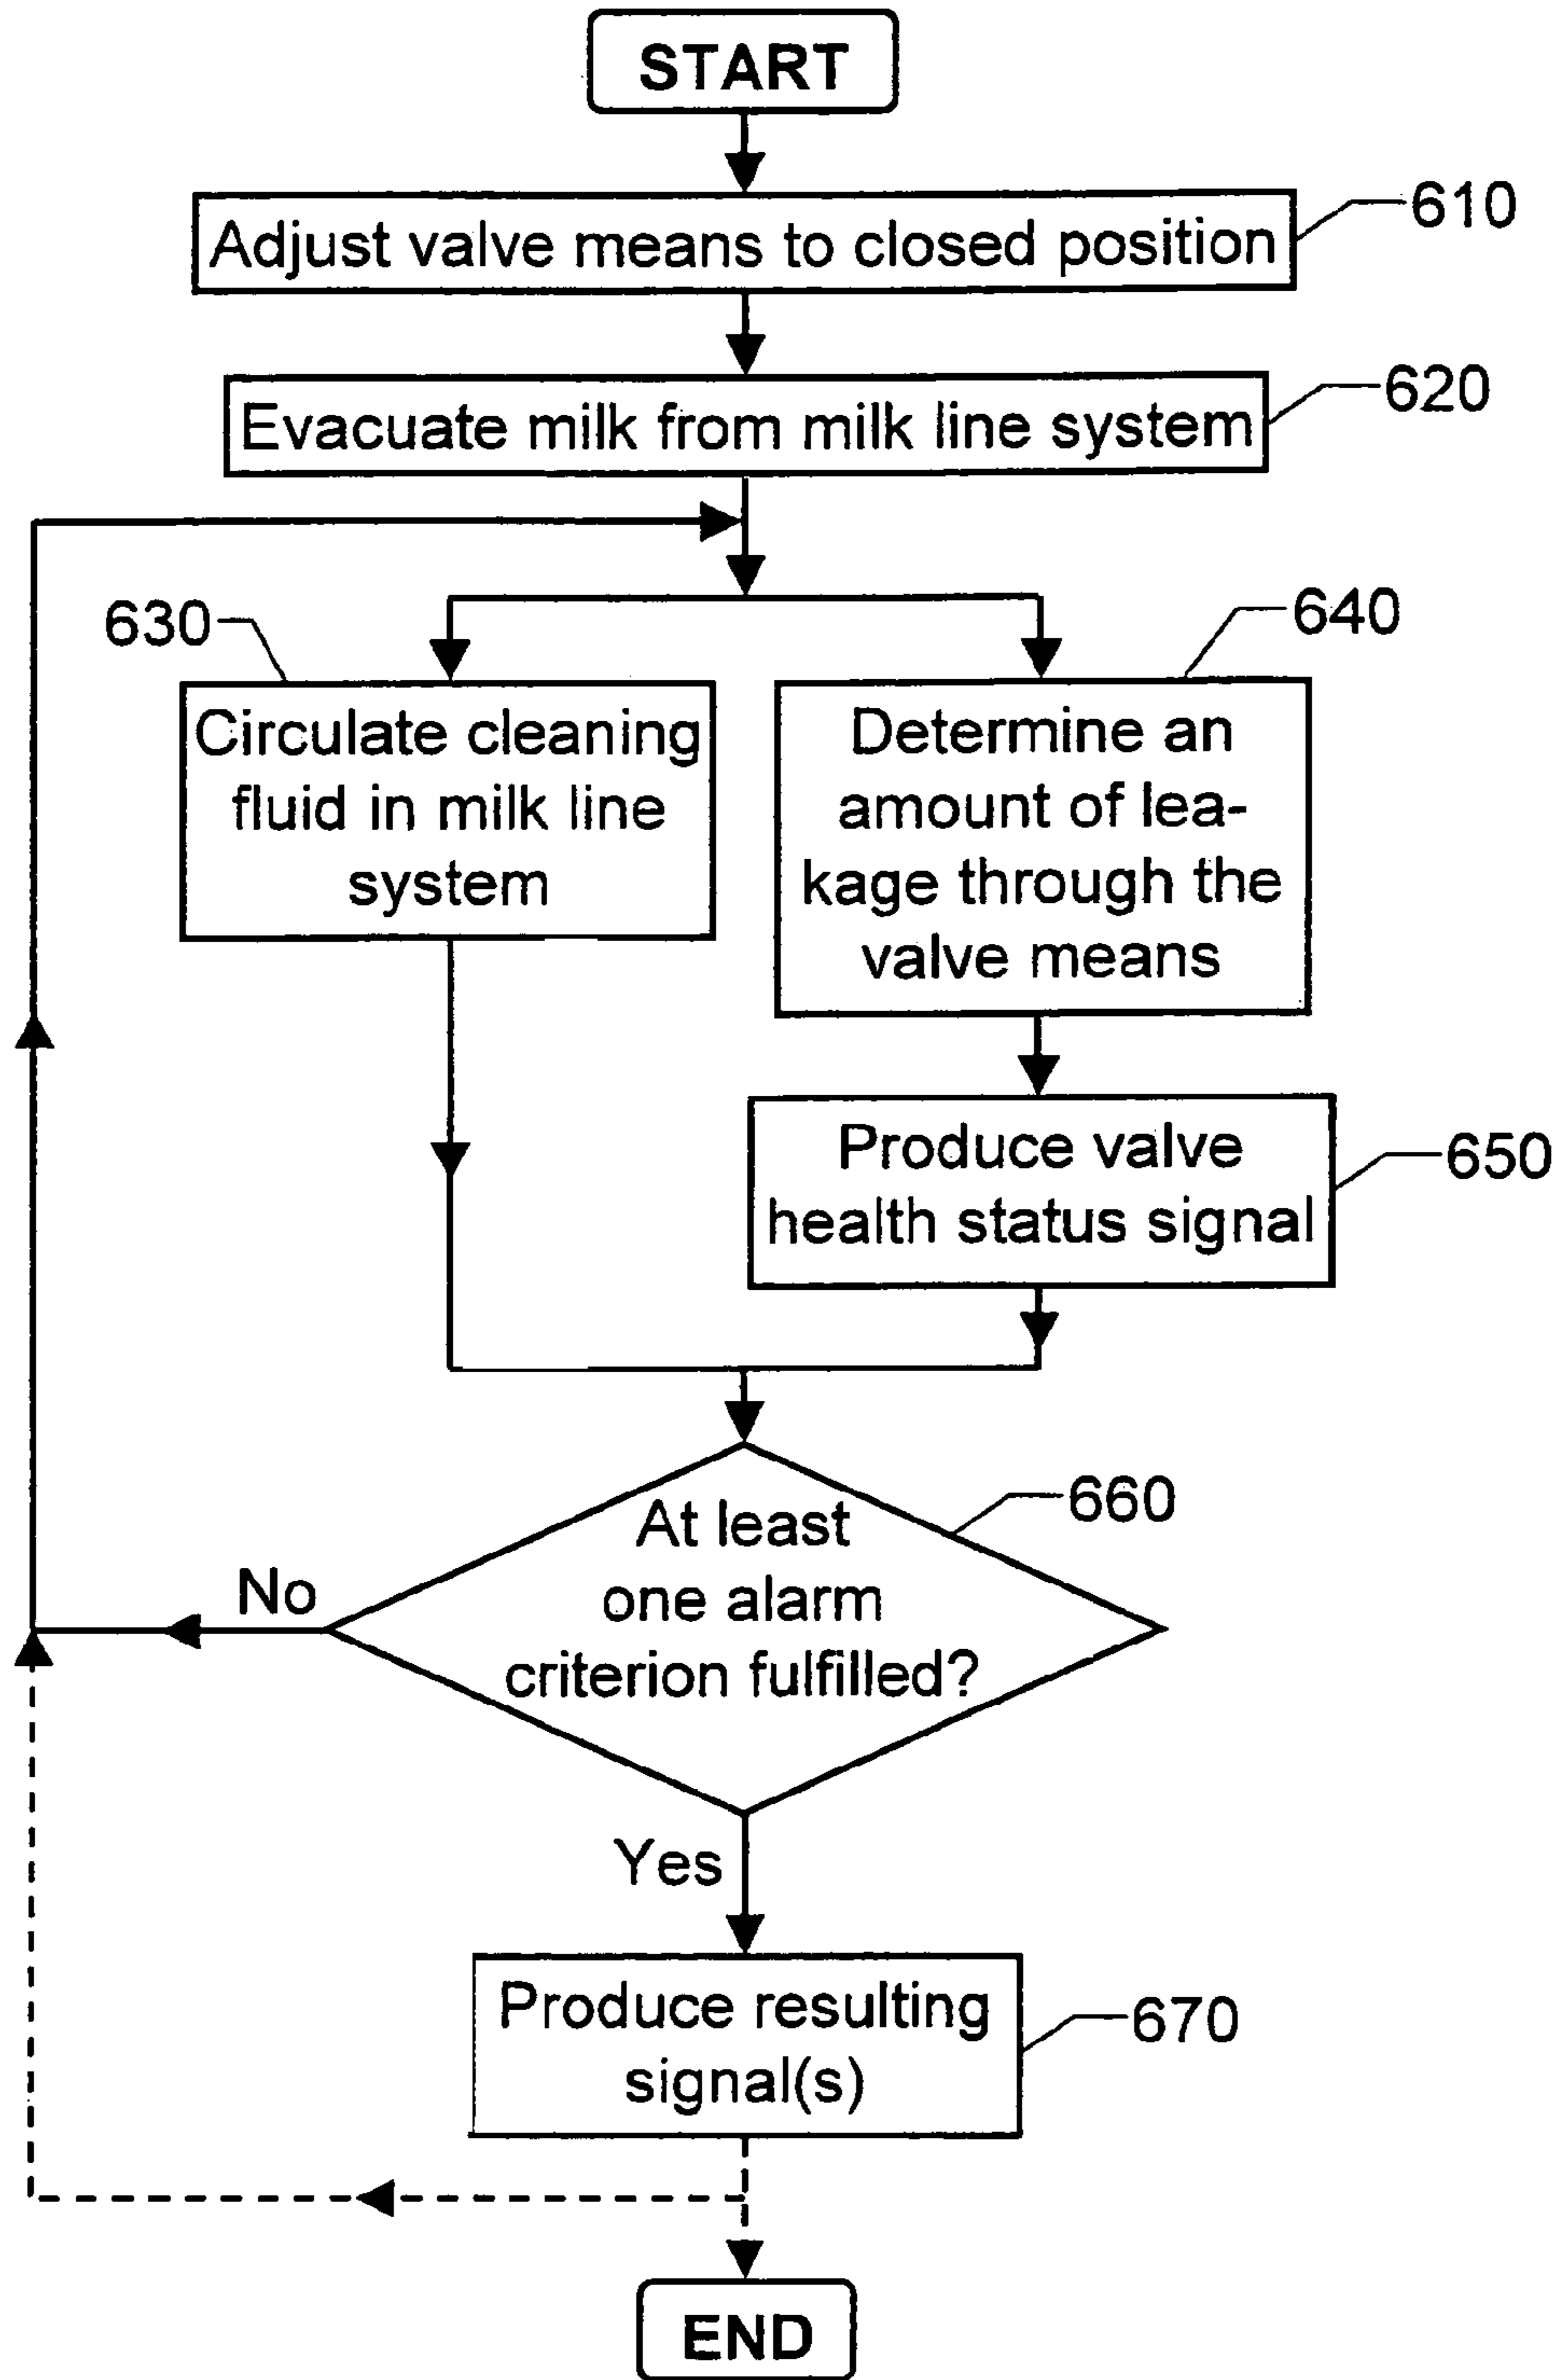 START
Adjust valve means to closed position
610
Evacuate milk from milk line system
620
630
640
Circulate cleaning
fluid in milk line
system
Determine an
amount of lea-
kage through the
valve means
Produce valve
health status signal
650
At least
one alarm
criterion fulfilled?
660
No
Yes
Produce resulting
signal(s)
670
END